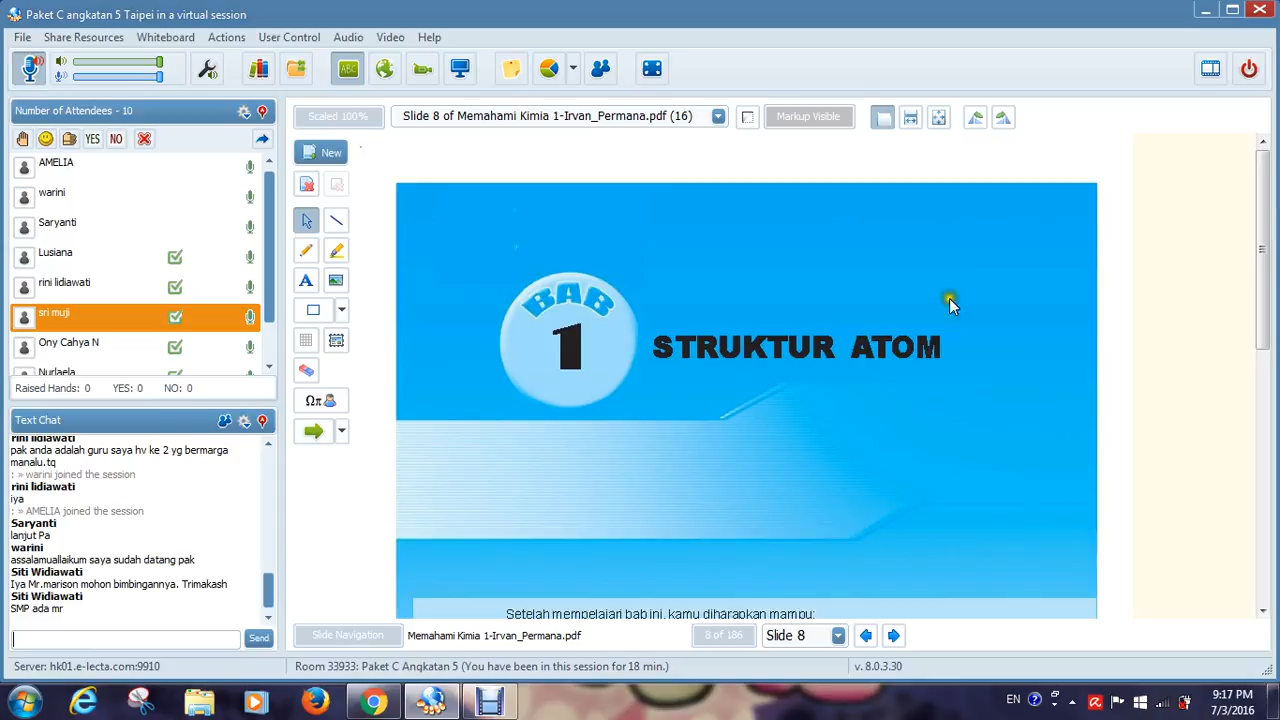 Paket C angkatan 5 Taipei in a virtual session
File Share Resources Whiteboard Actions User Control Audio Video Help
ABC
Number of Attendees - 10
YES NO
AMELIA
warini
Saryanti
Lusiana
rini lidiawati
sri muji
Ony Cahya N
Nurlaela
Raised Hands: 0 YES: 0 NO: 0
Text Chat
rini lidiawati
pak anda adalah guru saya hv ke 2 yg bermarga
manalu.tq
: » warini joined the session
rini lidiawati
iya
: » AMELIA joined the session
Saryanti
lanjut Pa
warini
assalamuallaikum saya sudah datang pak
Siti Widiawati
Iya Mr.marison mohon bimbingannya. Trimakash
Siti Widiawati
SMP ada mr
Send
Scaled 100% Slide 8 of Memahami Kimia 1-Irvan_Permana.pdf (16) Markup Visible
New
A
Ωπ
BAB
1
STRUKTUR ATOM
Setelah mempelajari bab ini, kamu diharapkan mampu:
Slide Navigation Memahami Kimia 1-Irvan_Permana.pdf 8 of 186 Slide 8
Server: hk01.e-lecta.com:9910 Room 33933: Paket C Angkatan 5 (You have been in this session for 18 min.) v. 8.0.3.30
EN 9:17 PM
7/3/2016